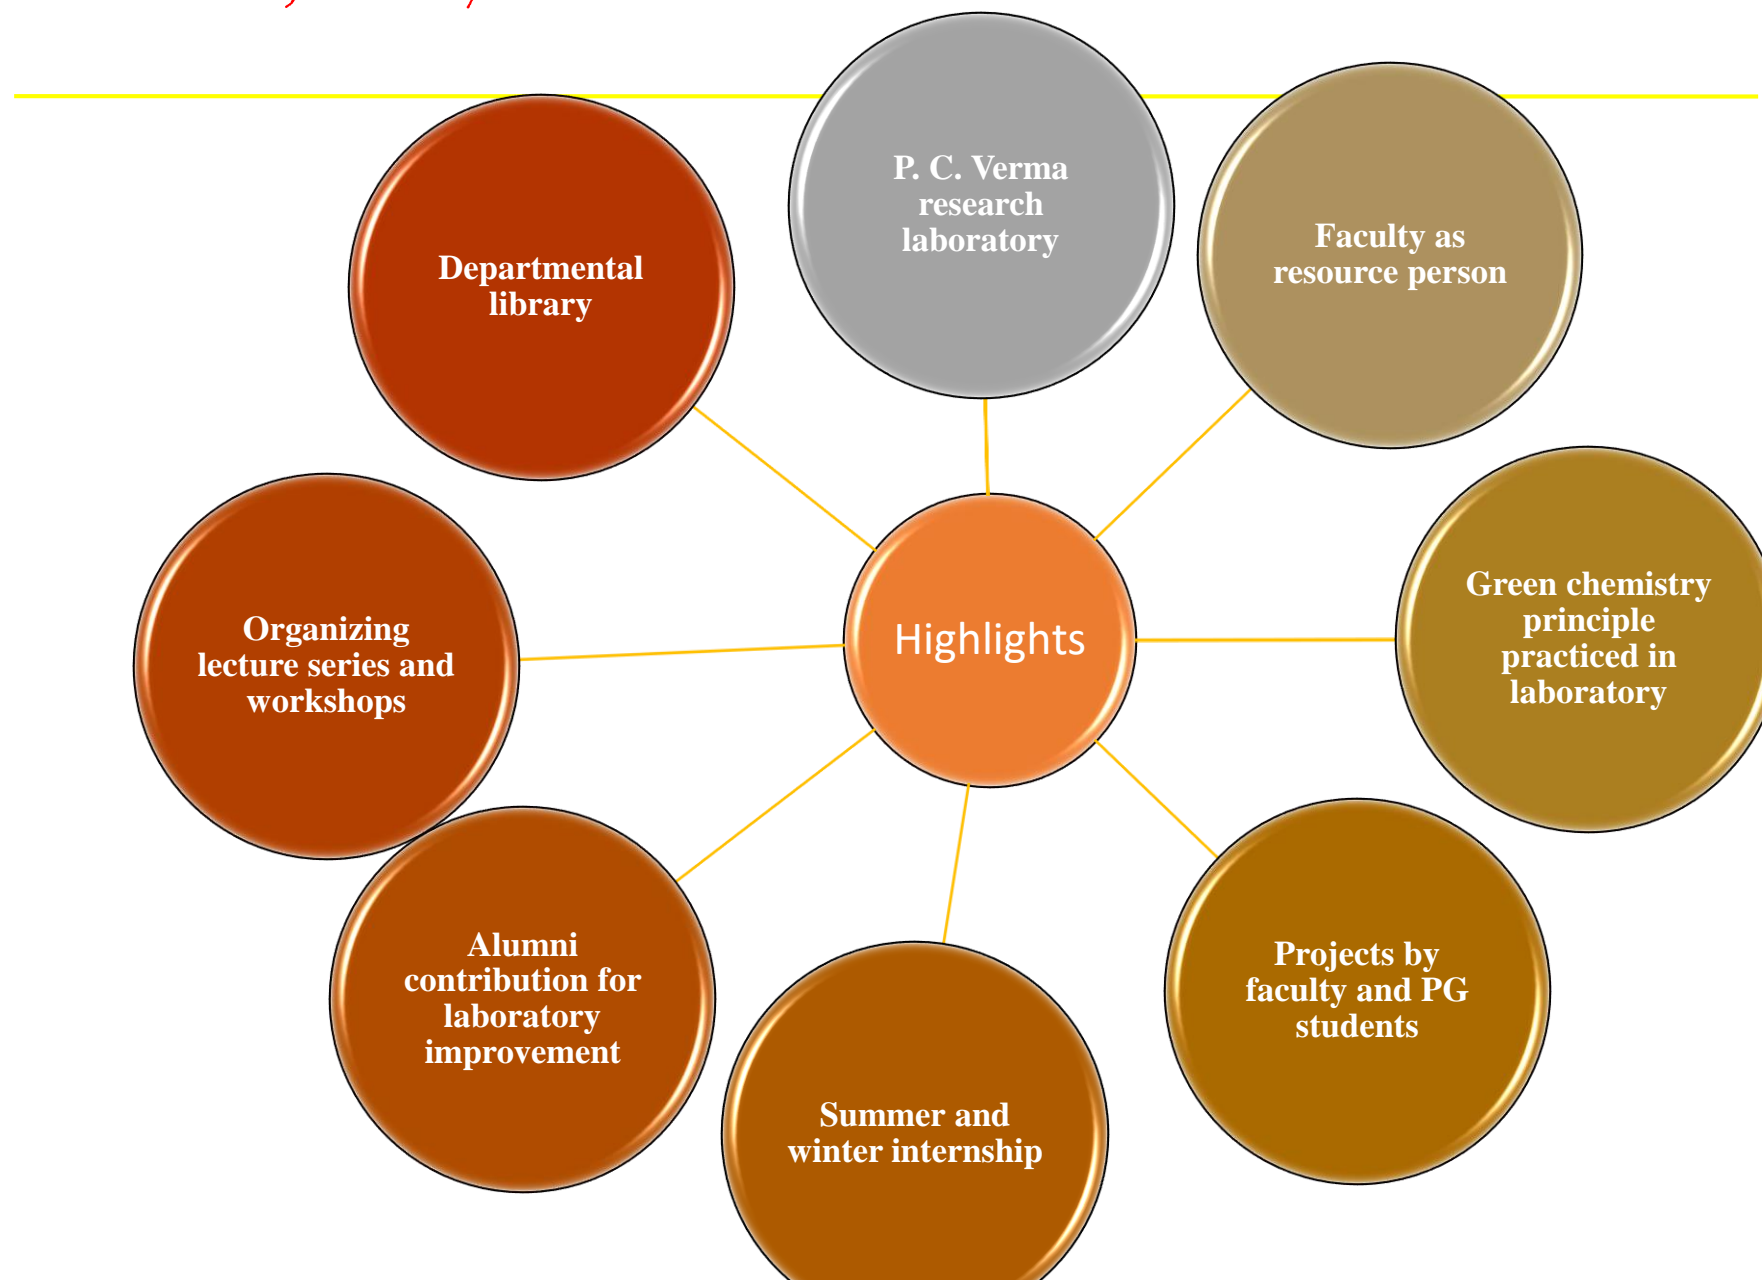 P. C. Verma
research
laboratory
Faculty as
resource person
Green chemistry
principle
practiced in
laboratory
Projects by
faculty and PG
students
Summer and
winter internship
Alumni
contribution for
laboratory
improvement
Organizing
lecture series and
workshops
Departmental
library
Highlights